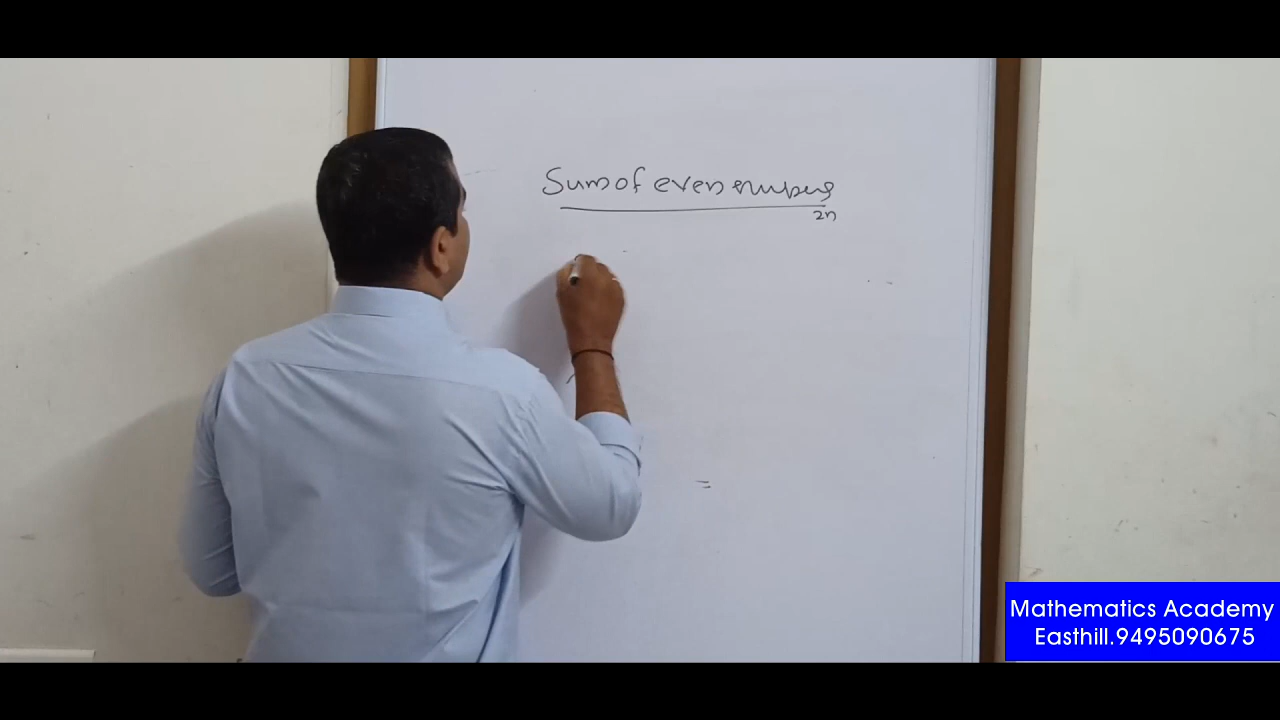 Sum of even numbers
2n
=
Mathematics Academy
Easthill.9495090675